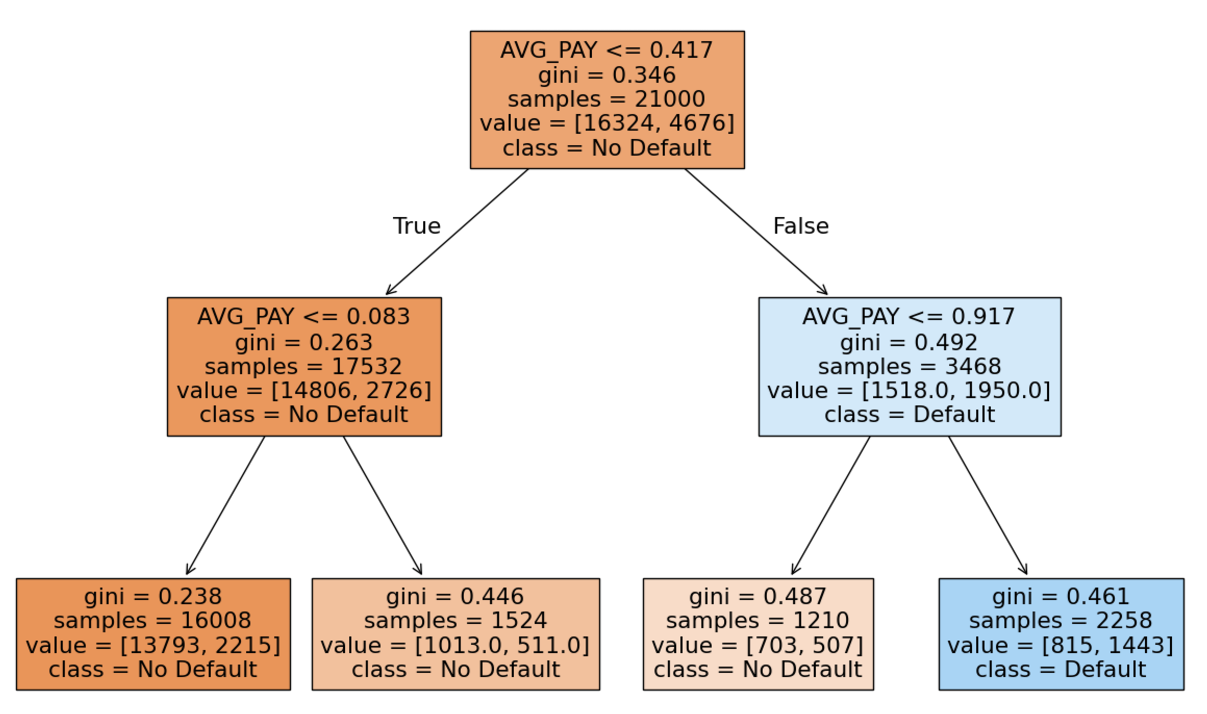 AVG_PAY <= 0.417
gini = 0.346
samples = 21000
value = [16324, 4676]
class = No Default
True
False
AVG_PAY <= 0.083
gini = 0.263
samples = 17532
value = [14806, 2726]
class = No Default
AVG_PAY <= 0.917
gini = 0.492
samples = 3468
value = [1518.0, 1950.0]
class = Default
gini = 0.238
samples = 16008
value = [13793, 2215]
class = No Default
gini = 0.446
samples = 1524
value = [1013.0, 511.0]
class = No Default
gini = 0.487
samples = 1210
value = [703, 507]
class = No Default
gini = 0.461
samples = 2258
value = [815, 1443]
class = Default